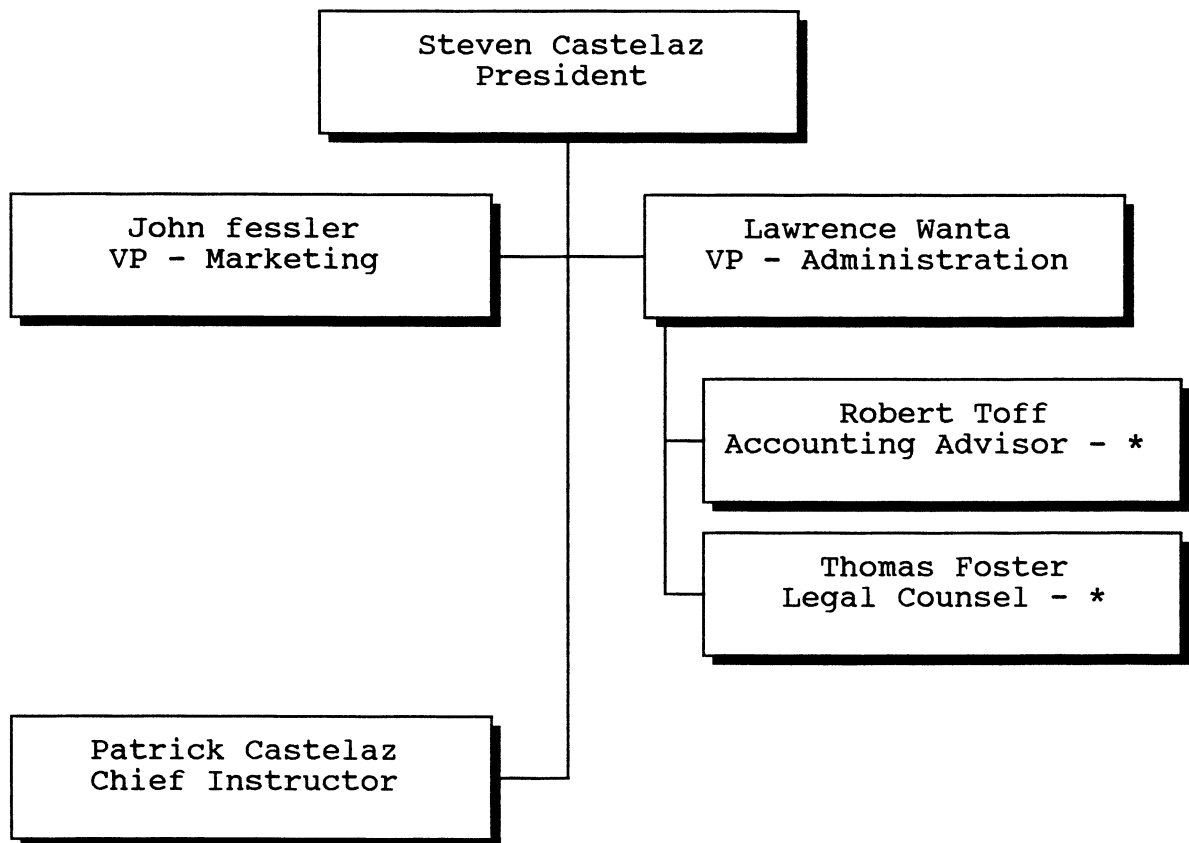 Steven Castelaz
President
John fessler
VP - Marketing
Lawrence Wanta
VP - Administration
Robert Toff
Accounting Advisor - *
Thomas Foster
Legal Counsel - *
Patrick Castelaz
Chief Instructor